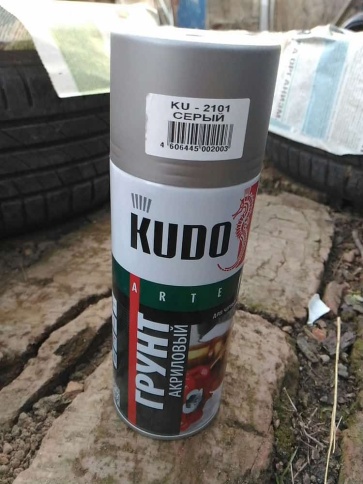 KU - 2101
СЕРЫЙ
4 606445 002003
KUDO
ARTE
ГРУНТ
АКРИЛОВЫЙ